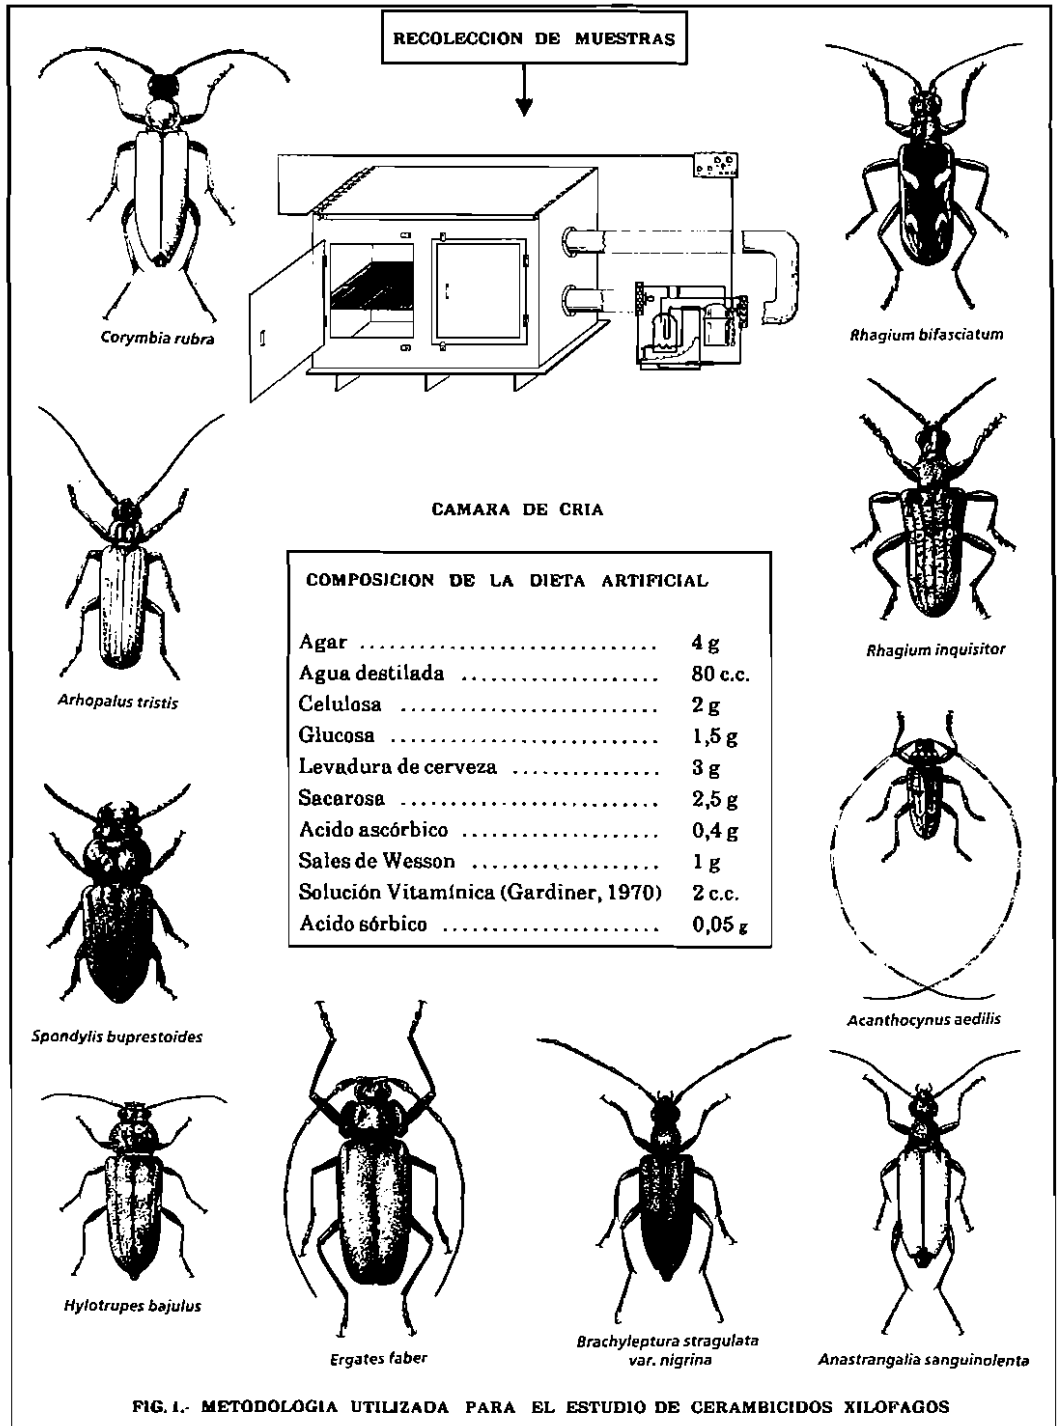 RECOLECCION DE MUESTRAS
Corymbia rubra
Rhagium bifasciatum
CAMARA DE CRIA
Arhopalus tristis
Rhagium inquisitor
COMPOSICION DE LA DIETA ARTIFICIAL
Agar .............................. 4 g
Agua destilada .................... 80 c.c.
Celulosa .......................... 2 g
Glucosa ........................... 1,5 g
Levadura de cerveza ............... 3 g
Sacarosa .......................... 2,5 g
Acido ascórbico .................... 0,4 g
Sales de Wesson ................... 1 g
Solución Vitamínica (Gardiner, 1970) 2 c.c.
Acido sórbico ...................... 0,05 g
Spondylis buprestoides
Acanthocynus aedilis
Hylotrupes bajulus
Ergates faber
Brachyleptura stragulata
var. nigrina
Anastrangalia sanguinolenta
FIG. 1.- METODOLOGIA UTILIZADA PARA EL ESTUDIO DE CERAMBICIDOS XILOFAGOS